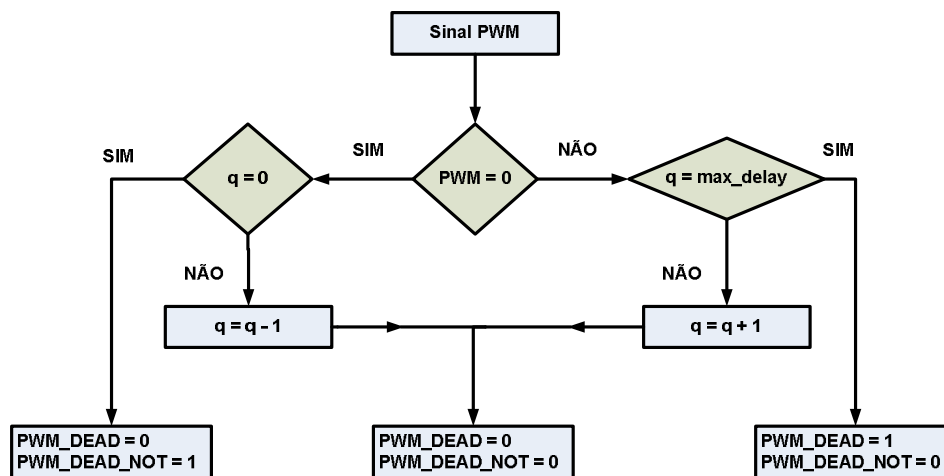 Sinal PWM
SIM
SIM
NÃO
SIM
q = 0
PWM = 0
q = max_delay
NÃO
NÃO
q = q - 1
q = q + 1
PWM_DEAD = 0
PWM_DEAD_NOT = 1
PWM_DEAD = 0
PWM_DEAD_NOT = 0
PWM_DEAD = 1
PWM_DEAD_NOT = 0